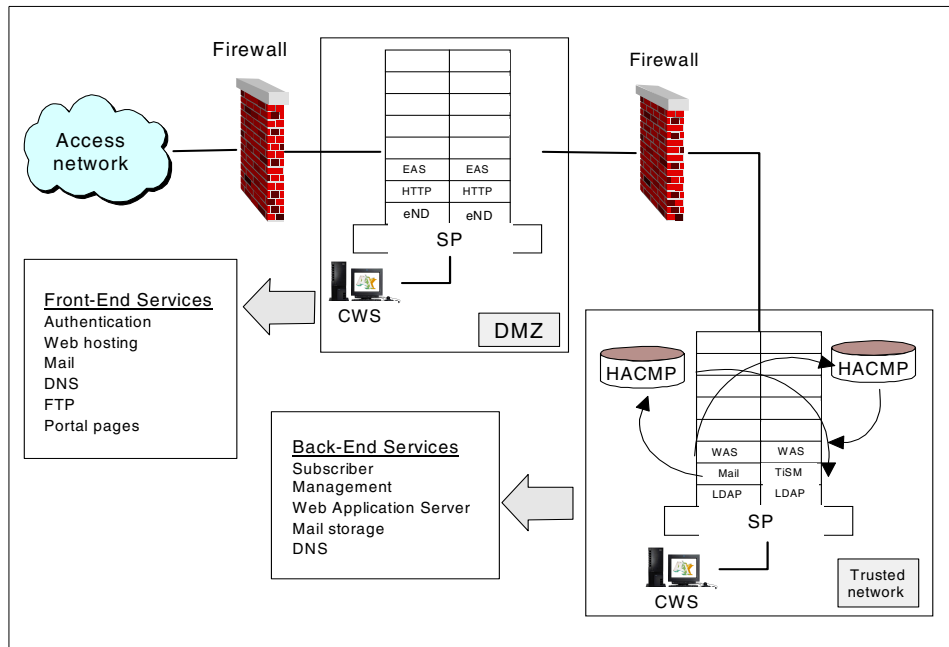 Firewall
Firewall
Access
network
EAS
EAS
HTTP
HTTP
eND
eND
SP
CWS
DMZ
Front-End Services
Authentication
Web hosting
Mail
DNS
FTP
Portal pages
HACMP
HACMP
WAS
WAS
Mail
TiSM
LDAP
LDAP
SP
CWS
Trusted
network
Back-End Services
Subscriber
Management
Web Application Server
Mail storage
DNS